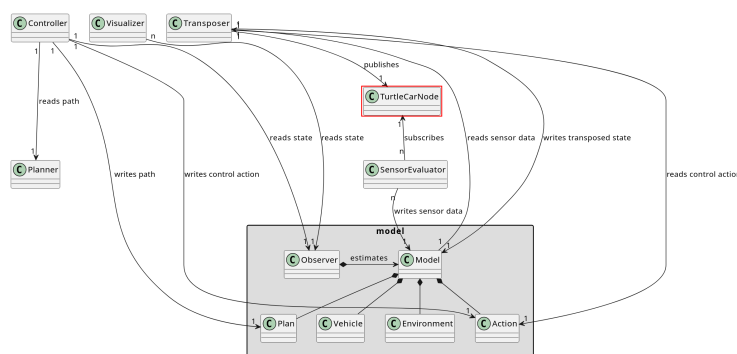 C Controller
C Visualizer
C Transposer
1
1
1
1
n
1
1
publishes
1
C TurtleCarNode
1
reads path
reads state
reads state
subscribes
reads sensor data
writes transposed state
n
1
C Planner
C SensorEvaluator
writes path
writes control action
reads control action
n
writes sensor data
model
1
1
1
1
1
C Observer
estimates
C Model
1
C Plan
C Vehicle
C Environment
1
C Action
1